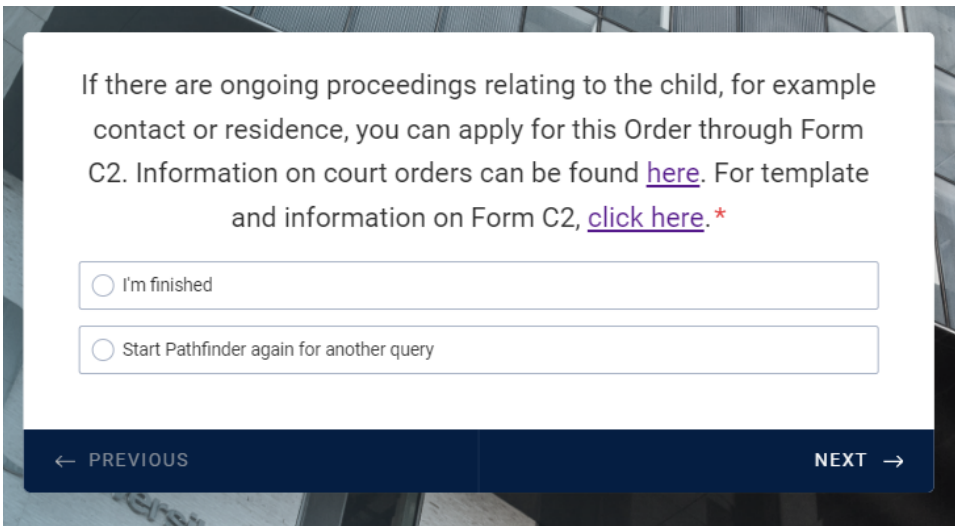 If there are ongoing proceedings relating to the child, for example
contact or residence, you can apply for this Order through Form
C2. Information on court orders can be found here. For template
and information on Form C2, click here.*
I'm finished
Start Pathfinder again for another query
← PREVIOUS
NEXT →